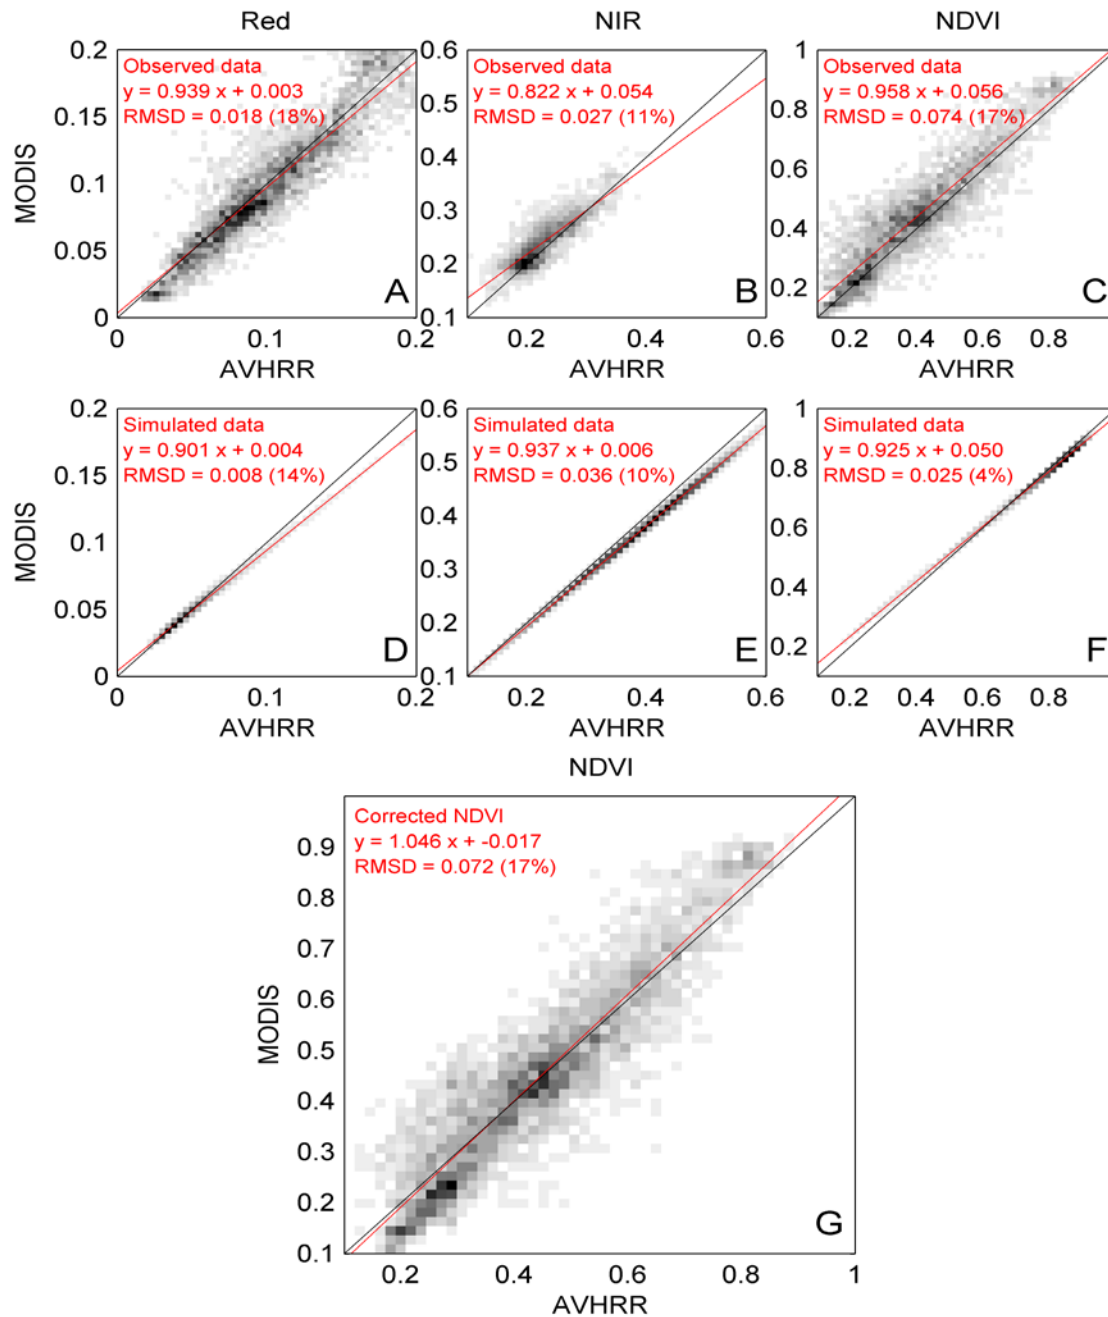 Red NIR NDVI
0.2 0.6 1
Observed data Observed data Observed data
y = 0.939 x + 0.003 y = 0.822 x + 0.054 y = 0.958 x + 0.056
RMSD = 0.018 (18%) RMSD = 0.027 (11%) RMSD = 0.074 (17%)
0.5 0.8
0.15
0.4 0.6
MODIS
0.1
0.3 0.4
0.05
0.2 0.2
A B C
0 0.1
0 0.1 0.2 0.2 0.4 0.6 0.2 0.4 0.6 0.8
AVHRR AVHRR AVHRR
0.2 0.6 1
Simulated data Simulated data Simulated data
y = 0.901 x + 0.004 y = 0.937 x + 0.006 y = 0.925 x + 0.050
RMSD = 0.008 (14%) RMSD = 0.036 (10%) RMSD = 0.025 (4%)
0.15 0.5 0.8
0.4 0.6
MODIS
0.1
0.3 0.4
0.05
0.2 0.2
D E F
0 0.1
0 0.1 0.2 0.2 0.4 0.6 0.2 0.4 0.6 0.8
AVHRR AVHRR AVHRR
NDVI
Corrected NDVI
y = 1.046 x + -0.017
RMSD = 0.072 (17%)
0.9
0.8
0.7
0.6
MODIS
0.5
0.4
0.3
0.2
G
0.1
0.2 0.4 0.6 0.8 1
AVHRR